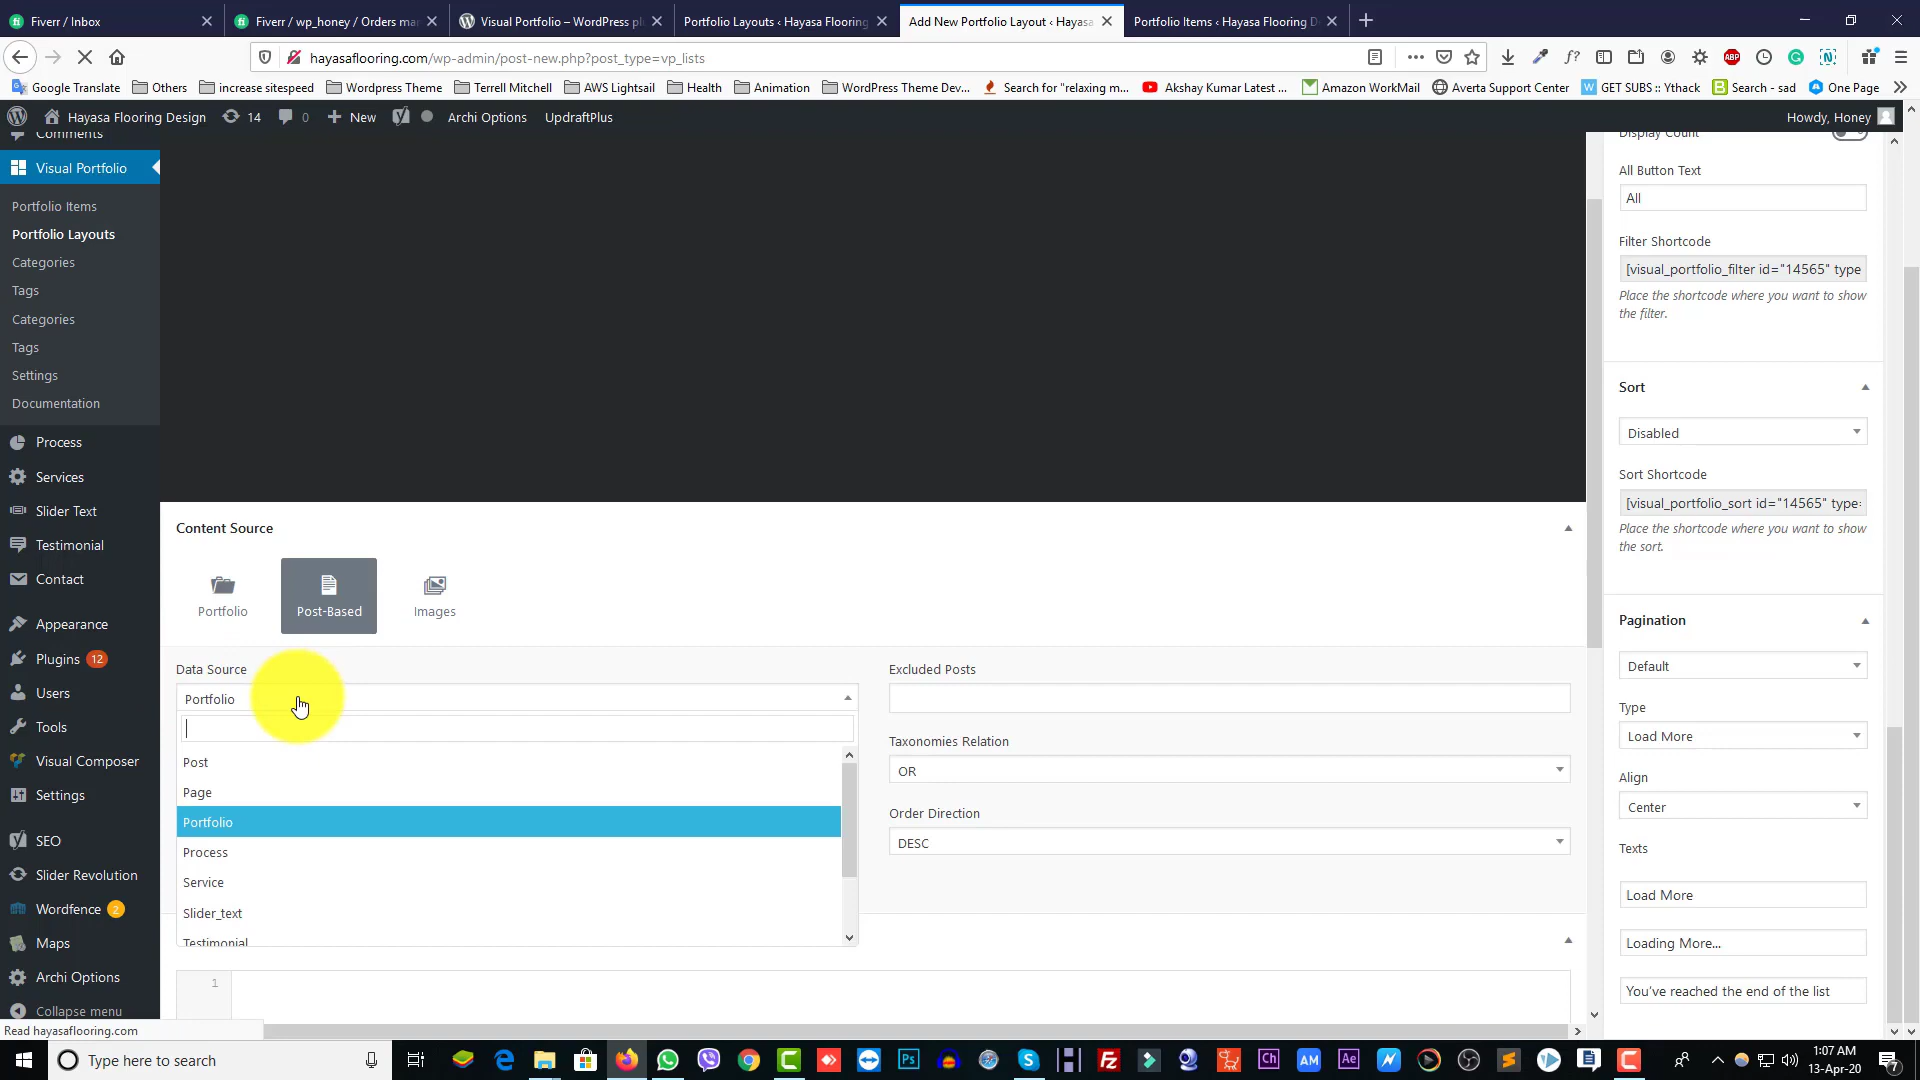 Fiverr / Inbox
Fiverr / wp_honey / Orders ma
Visual Portfolio – WordPress pl
Portfolio Layouts ‹ Hayasa Flooring
Add New Portfolio Layout ‹ Hayasa
Portfolio Items ‹ Hayasa Flooring D
hayasaflooring.com/wp-admin/post-new.php?post_type=vp_lists
Google Translate
Others
increase sitespeed
Wordpress Theme
Terrell Mitchell
AWS Lightsail
Health
Animation
WordPress Theme Dev...
Search for "relaxing m...
Akshay Kumar Latest ...
Amazon WorkMail
Averta Support Center
GET SUBS :: Ythack
Search - sad
One Page
Hayasa Flooring Design
14
0
New
Archi Options
UpdraftPlus
Howdy, Honey
Comments
Visual Portfolio
Portfolio Items
Portfolio Layouts
Categories
Tags
Categories
Tags
Settings
Documentation
Process
Services
Slider Text
Testimonial
Contact
Appearance
Plugins 12
Users
Tools
Visual Composer
Settings
SEO
Slider Revolution
Wordfence 2
Maps
Archi Options
Collapse menu
Read hayasaflooring.com
Content Source
Portfolio
Post-Based
Images
Data Source
Portfolio
Post
Page
Portfolio
Process
Service
Slider_text
Testimonial
Excluded Posts
Taxonomies Relation
OR
Order Direction
DESC
1
Display Count
All Button Text
All
Filter Shortcode
[visual_portfolio_filter id="14565" type
Place the shortcode where you want to show
the filter.
Sort
Disabled
Sort Shortcode
[visual_portfolio_sort id="14565" type=
Place the shortcode where you want to show
the sort.
Pagination
Default
Type
Load More
Align
Center
Texts
Load More
Loading More...
You've reached the end of the list
Type here to search
1:07 AM
13-Apr-20
7